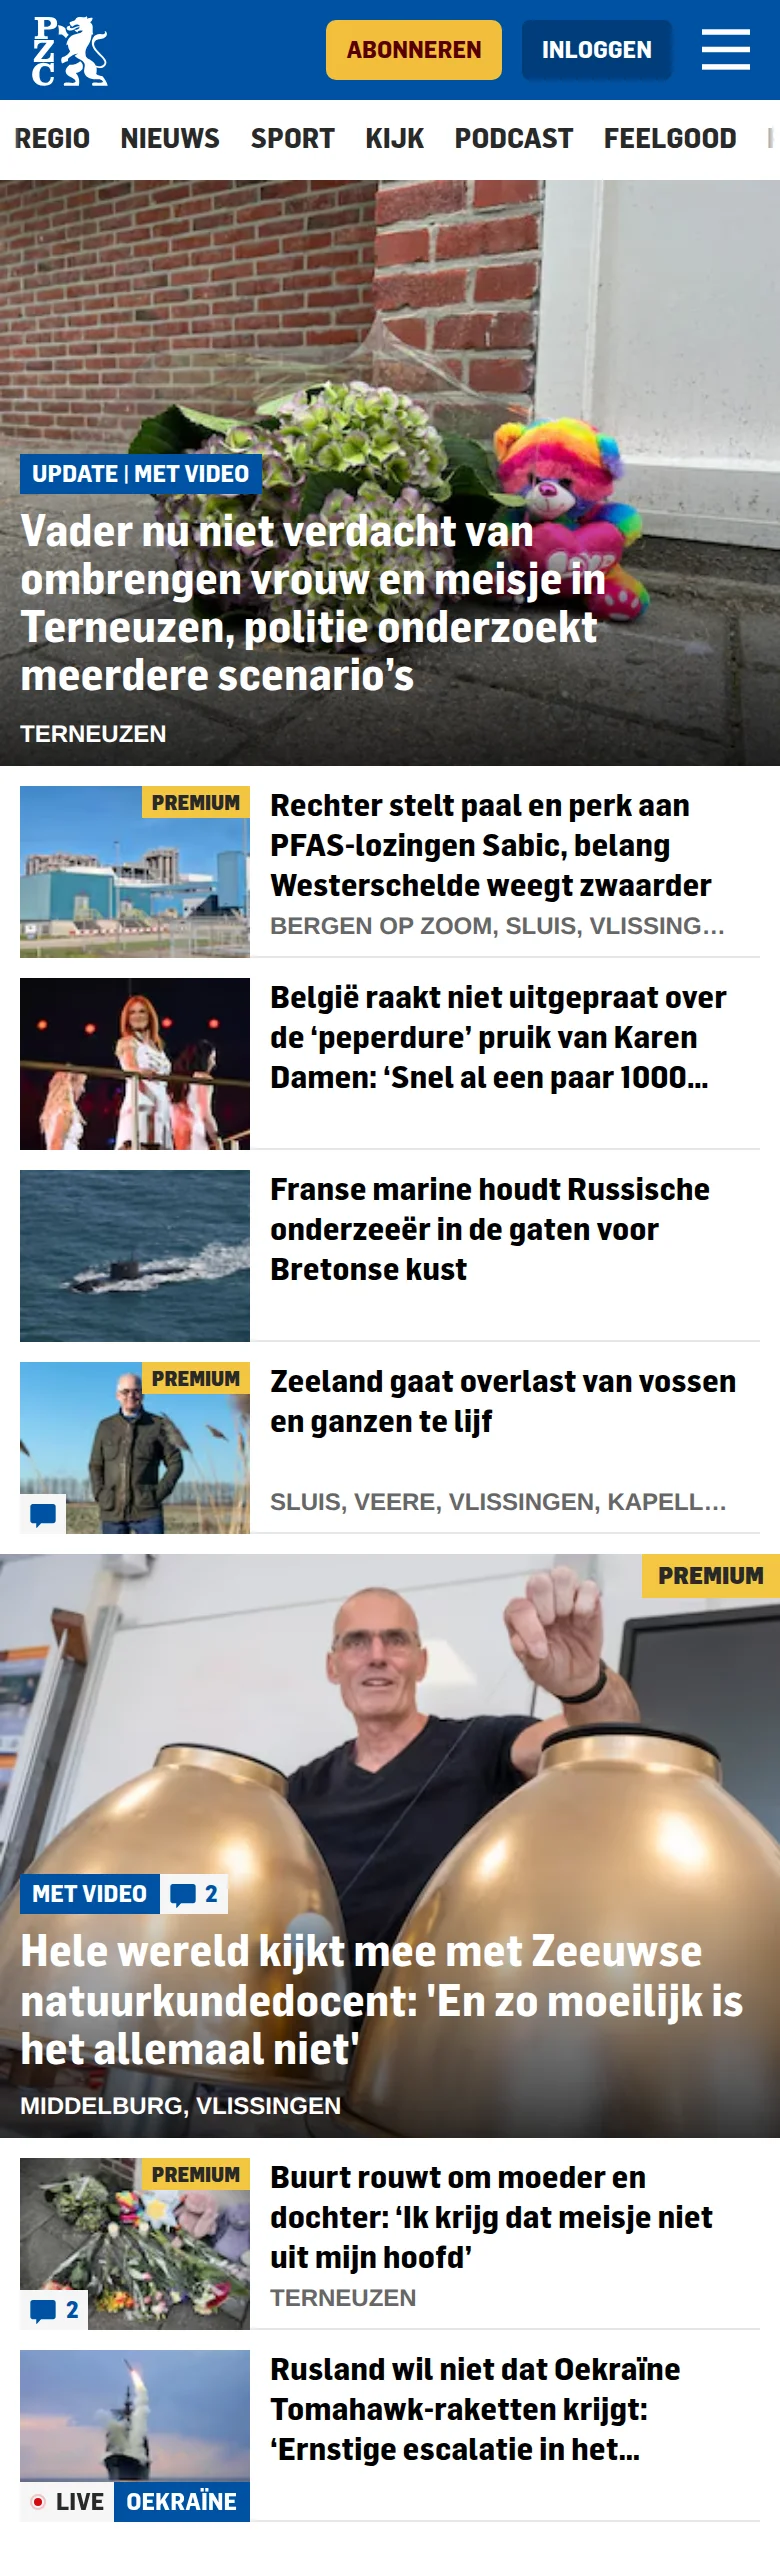 PZC
ABONNEREN
INLOGGEN
REGIO NIEUWS SPORT KIJK PODCAST FEELGOOD
UPDATE | MET VIDEO
Vader nu niet verdacht van
ombrengen vrouw en meisje in
Terneuzen, politie onderzoekt
meerdere scenario’s
TERNEUZEN
PREMIUM
Rechter stelt paal en perk aan
PFAS-lozingen Sabic, belang
Westerschelde weegt zwaarder
BERGEN OP ZOOM, SLUIS, VLISSING…
België raakt niet uitgepraat over
de ‘peperdure’ pruik van Karen
Damen: ‘Snel al een paar 1000…
Franse marine houdt Russische
onderzeeër in de gaten voor
Bretonse kust
PREMIUM
Zeeland gaat overlast van vossen
en ganzen te lijf
SLUIS, VEERE, VLISSINGEN, KAPELL…
PREMIUM
MET VIDEO 2
Hele wereld kijkt mee met Zeeuwse
natuurkundedocent: 'En zo moeilijk is
het allemaal niet'
MIDDELBURG, VLISSINGEN
PREMIUM
2
Buurt rouwt om moeder en
dochter: ‘Ik krijg dat meisje niet
uit mijn hoofd’
TERNEUZEN
LIVE OEKRAÏNE
Rusland wil niet dat Oekraïne
Tomahawk-raketten krijgt:
‘Ernstige escalatie in het…